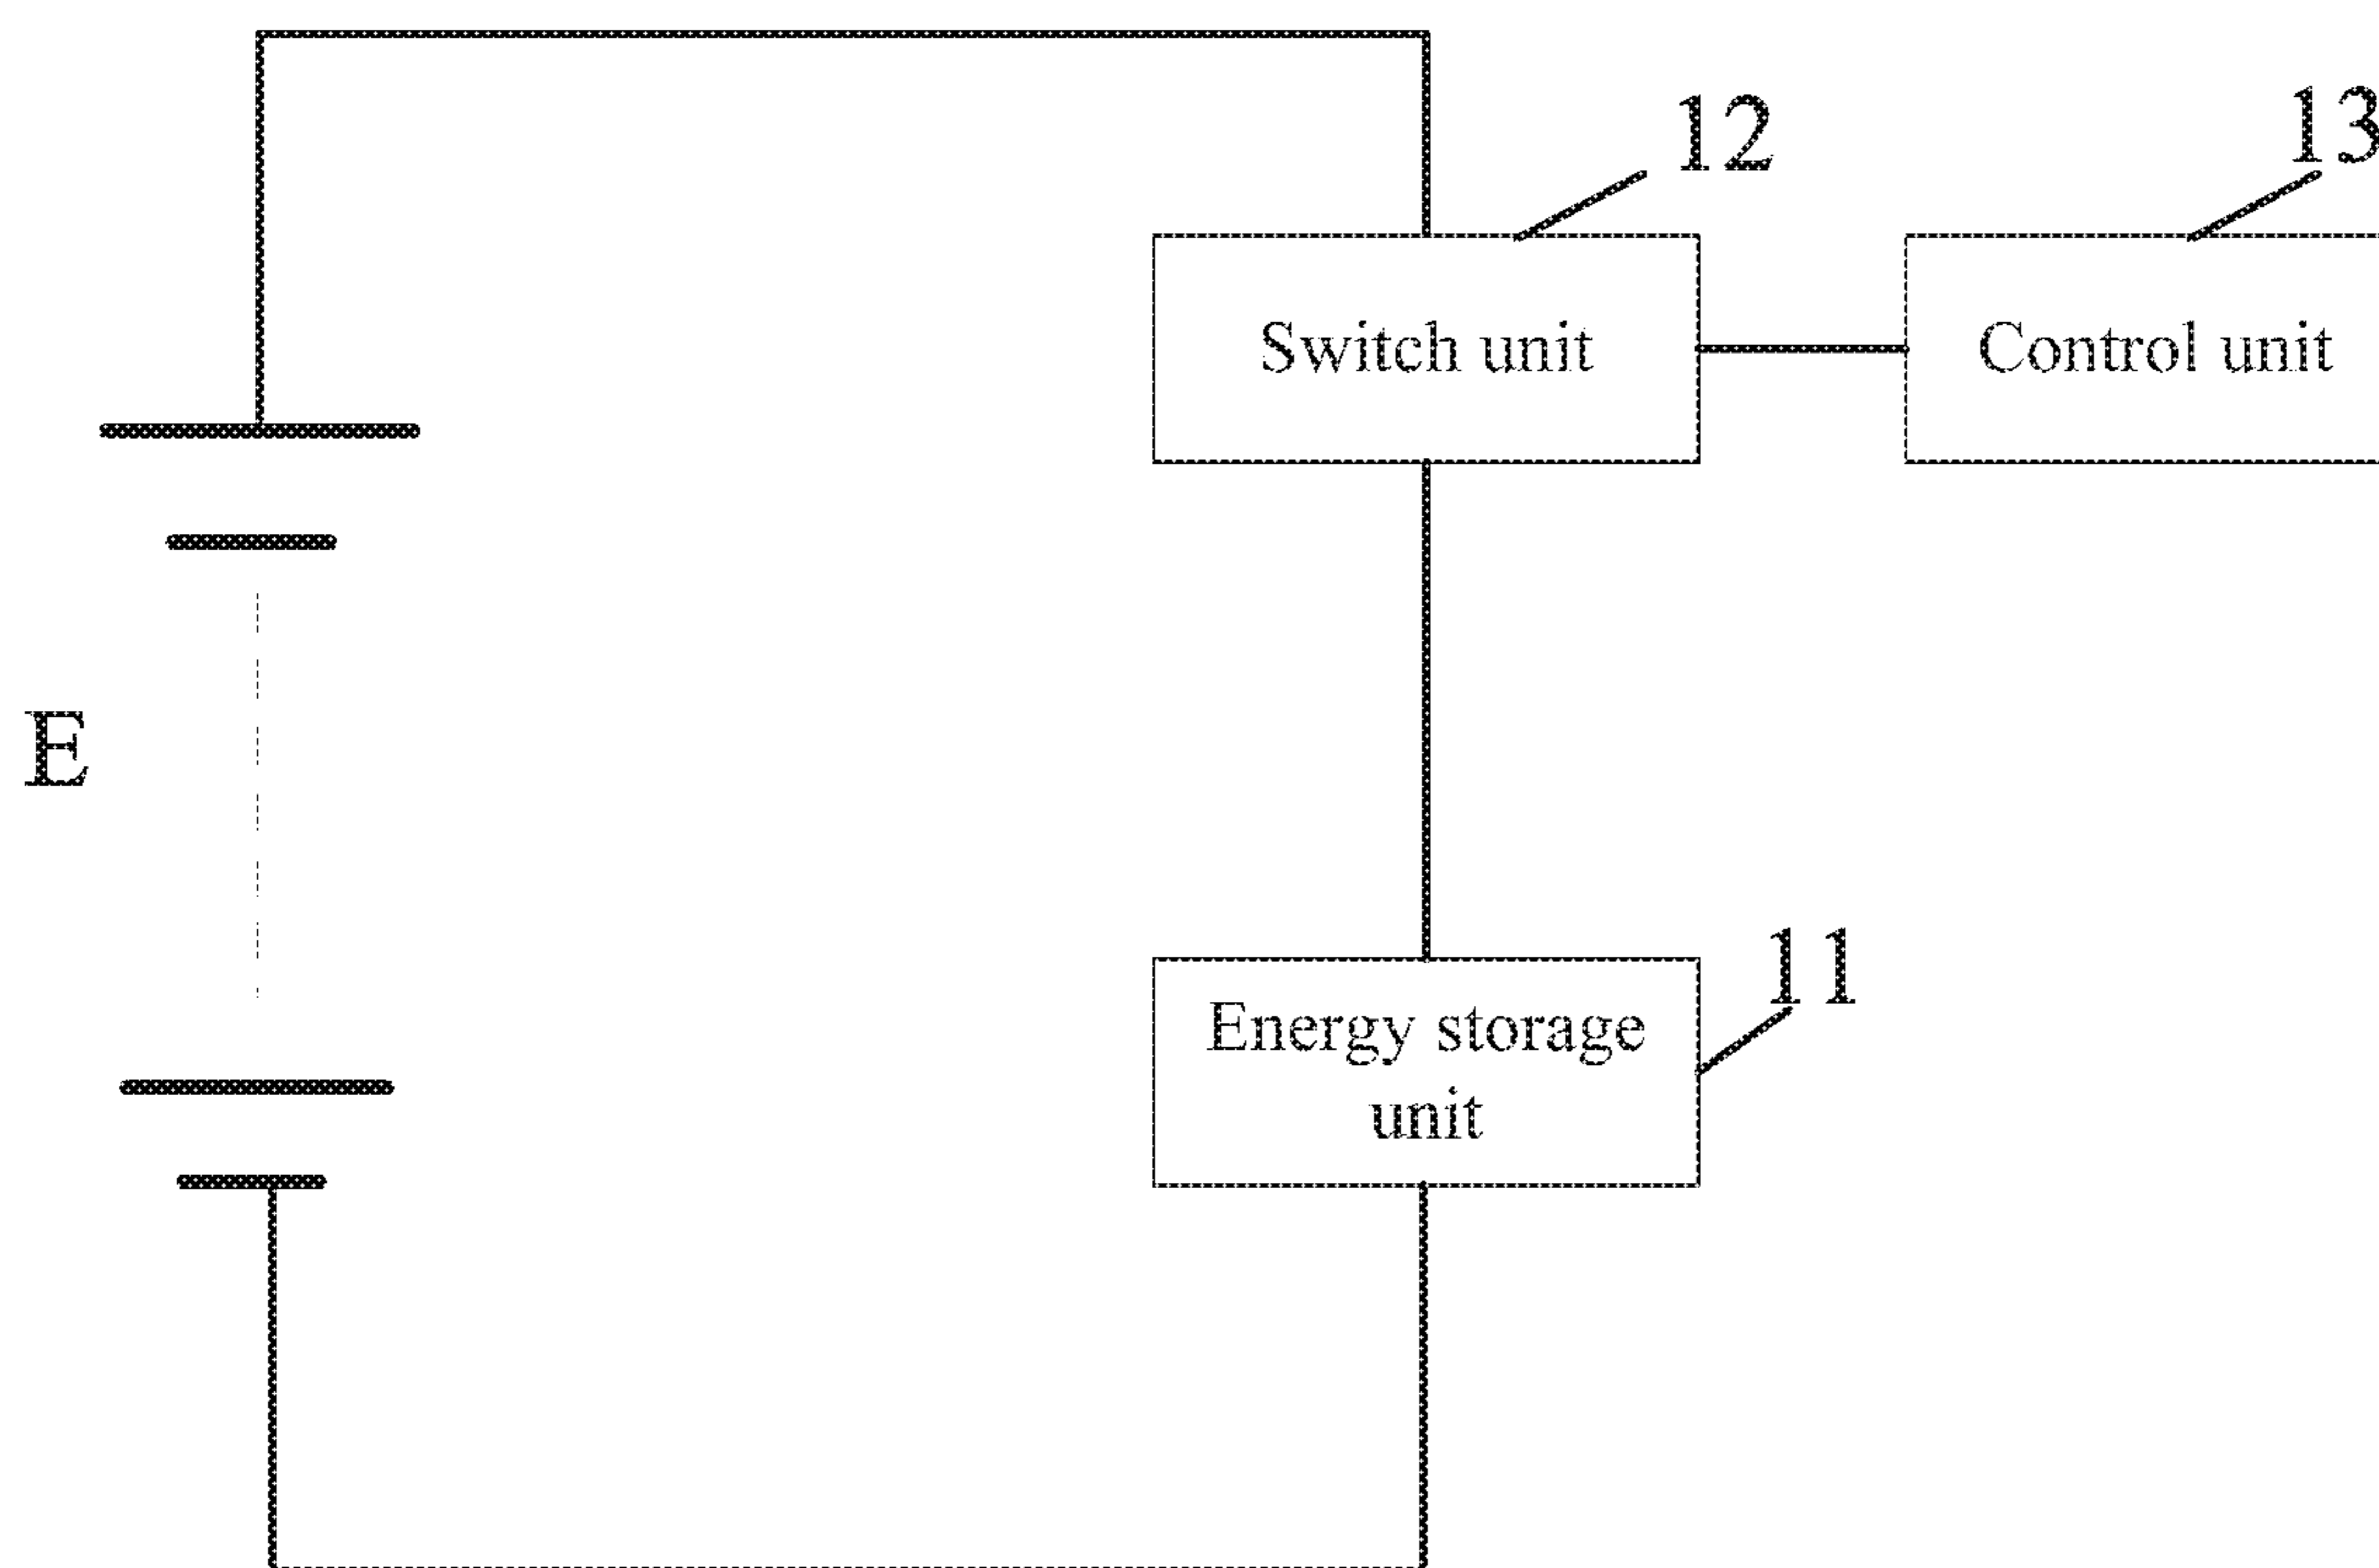 12
13
Switch unit
Control unit
E
11
Energy storage
unit